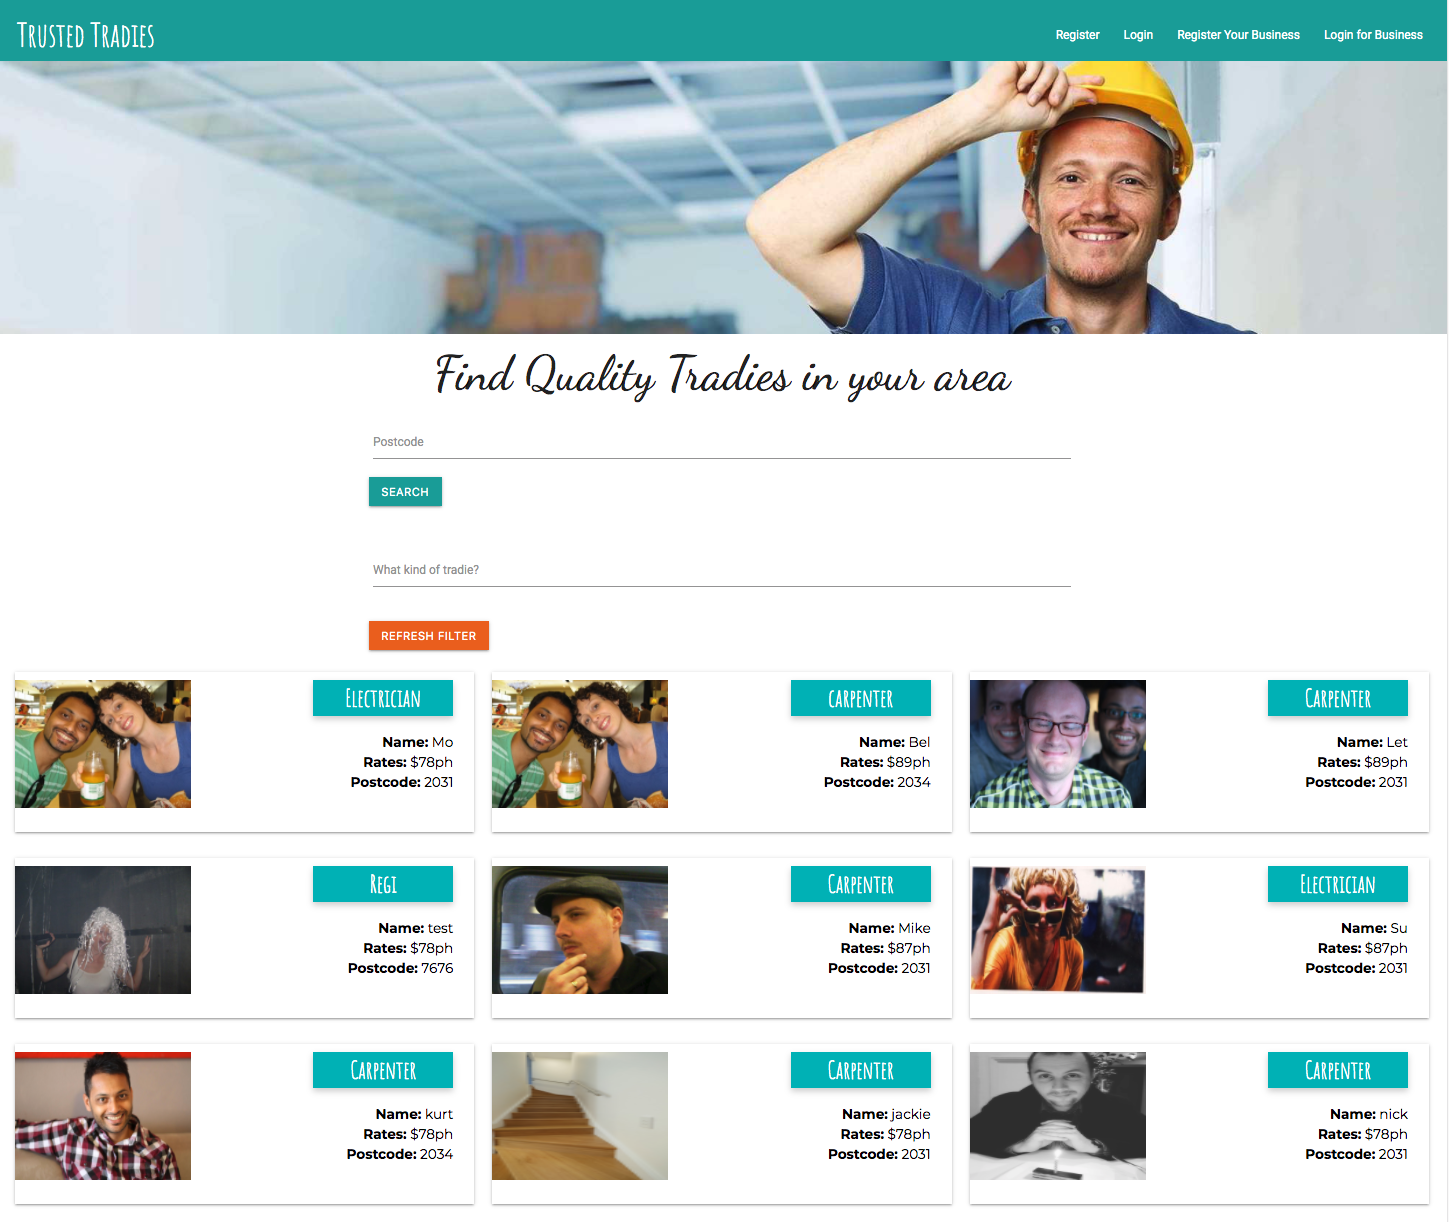 Trusted Tradies
Register Login Register Your Business Login for Business
Find Quality Tradies in your area
Postcode
SEARCH
What kind of tradie?
REFRESH FILTER
Electrician
Name: Mo
Rates: $78ph
Postcode: 2031
carpenter
Name: Bel
Rates: $89ph
Postcode: 2034
Carpenter
Name: Let
Rates: $89ph
Postcode: 2031
Regi
Name: test
Rates: $78ph
Postcode: 7676
Carpenter
Name: Mike
Rates: $87ph
Postcode: 2031
Electrician
Name: Su
Rates: $87ph
Postcode: 2031
Carpenter
Name: kurt
Rates: $78ph
Postcode: 2034
Carpenter
Name: jackie
Rates: $78ph
Postcode: 2031
Carpenter
Name: nick
Rates: $78ph
Postcode: 2031